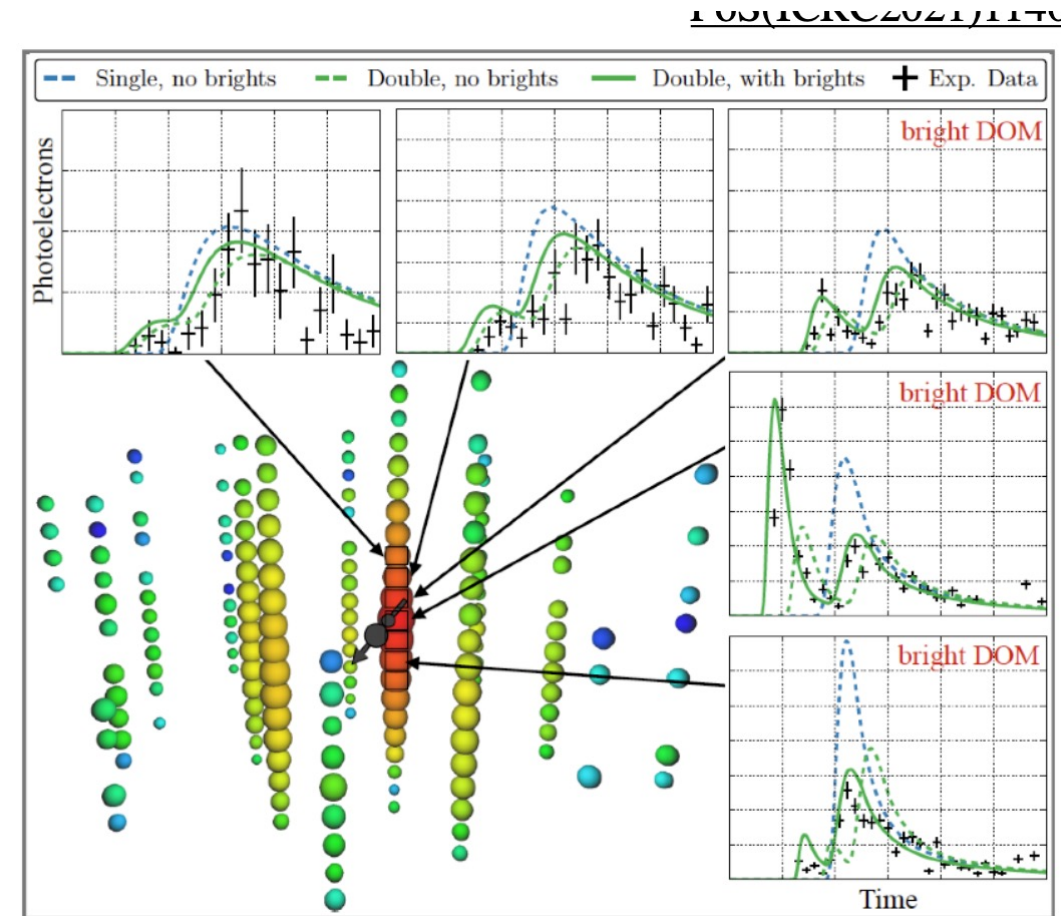 Single, no brights Double, no brights Double, with brights Exp. Data
Photoelectrons
bright DOM
bright DOM
bright DOM
Time